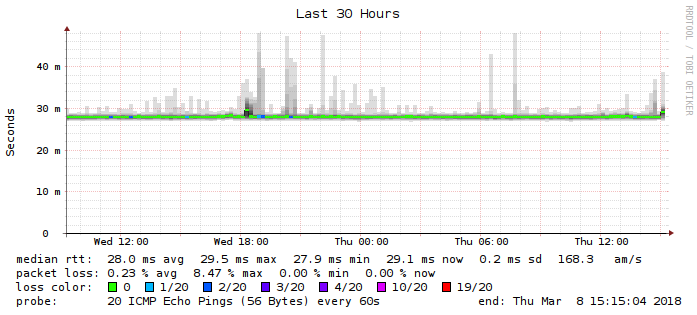 Last 30 Hours
RRDTOOL / TOBI OETIKER
Seconds
40 m
30 m
20 m
10 m
0
Wed 12:00 Wed 18:00 Thu 00:00 Thu 06:00 Thu 12:00
median rtt: 28.0 ms avg 29.5 ms max 27.9 ms min 29.1 ms now 0.2 ms sd 168.3 am/s
packet loss: 0.23 % avg 8.47 % max 0.00 % min 0.00 % now
loss color: 0 1/20 2/20 3/20 4/20 10/20 19/20
probe: 20 ICMP Echo Pings (56 Bytes) every 60s end: Thu Mar 8 15:15:04 2018